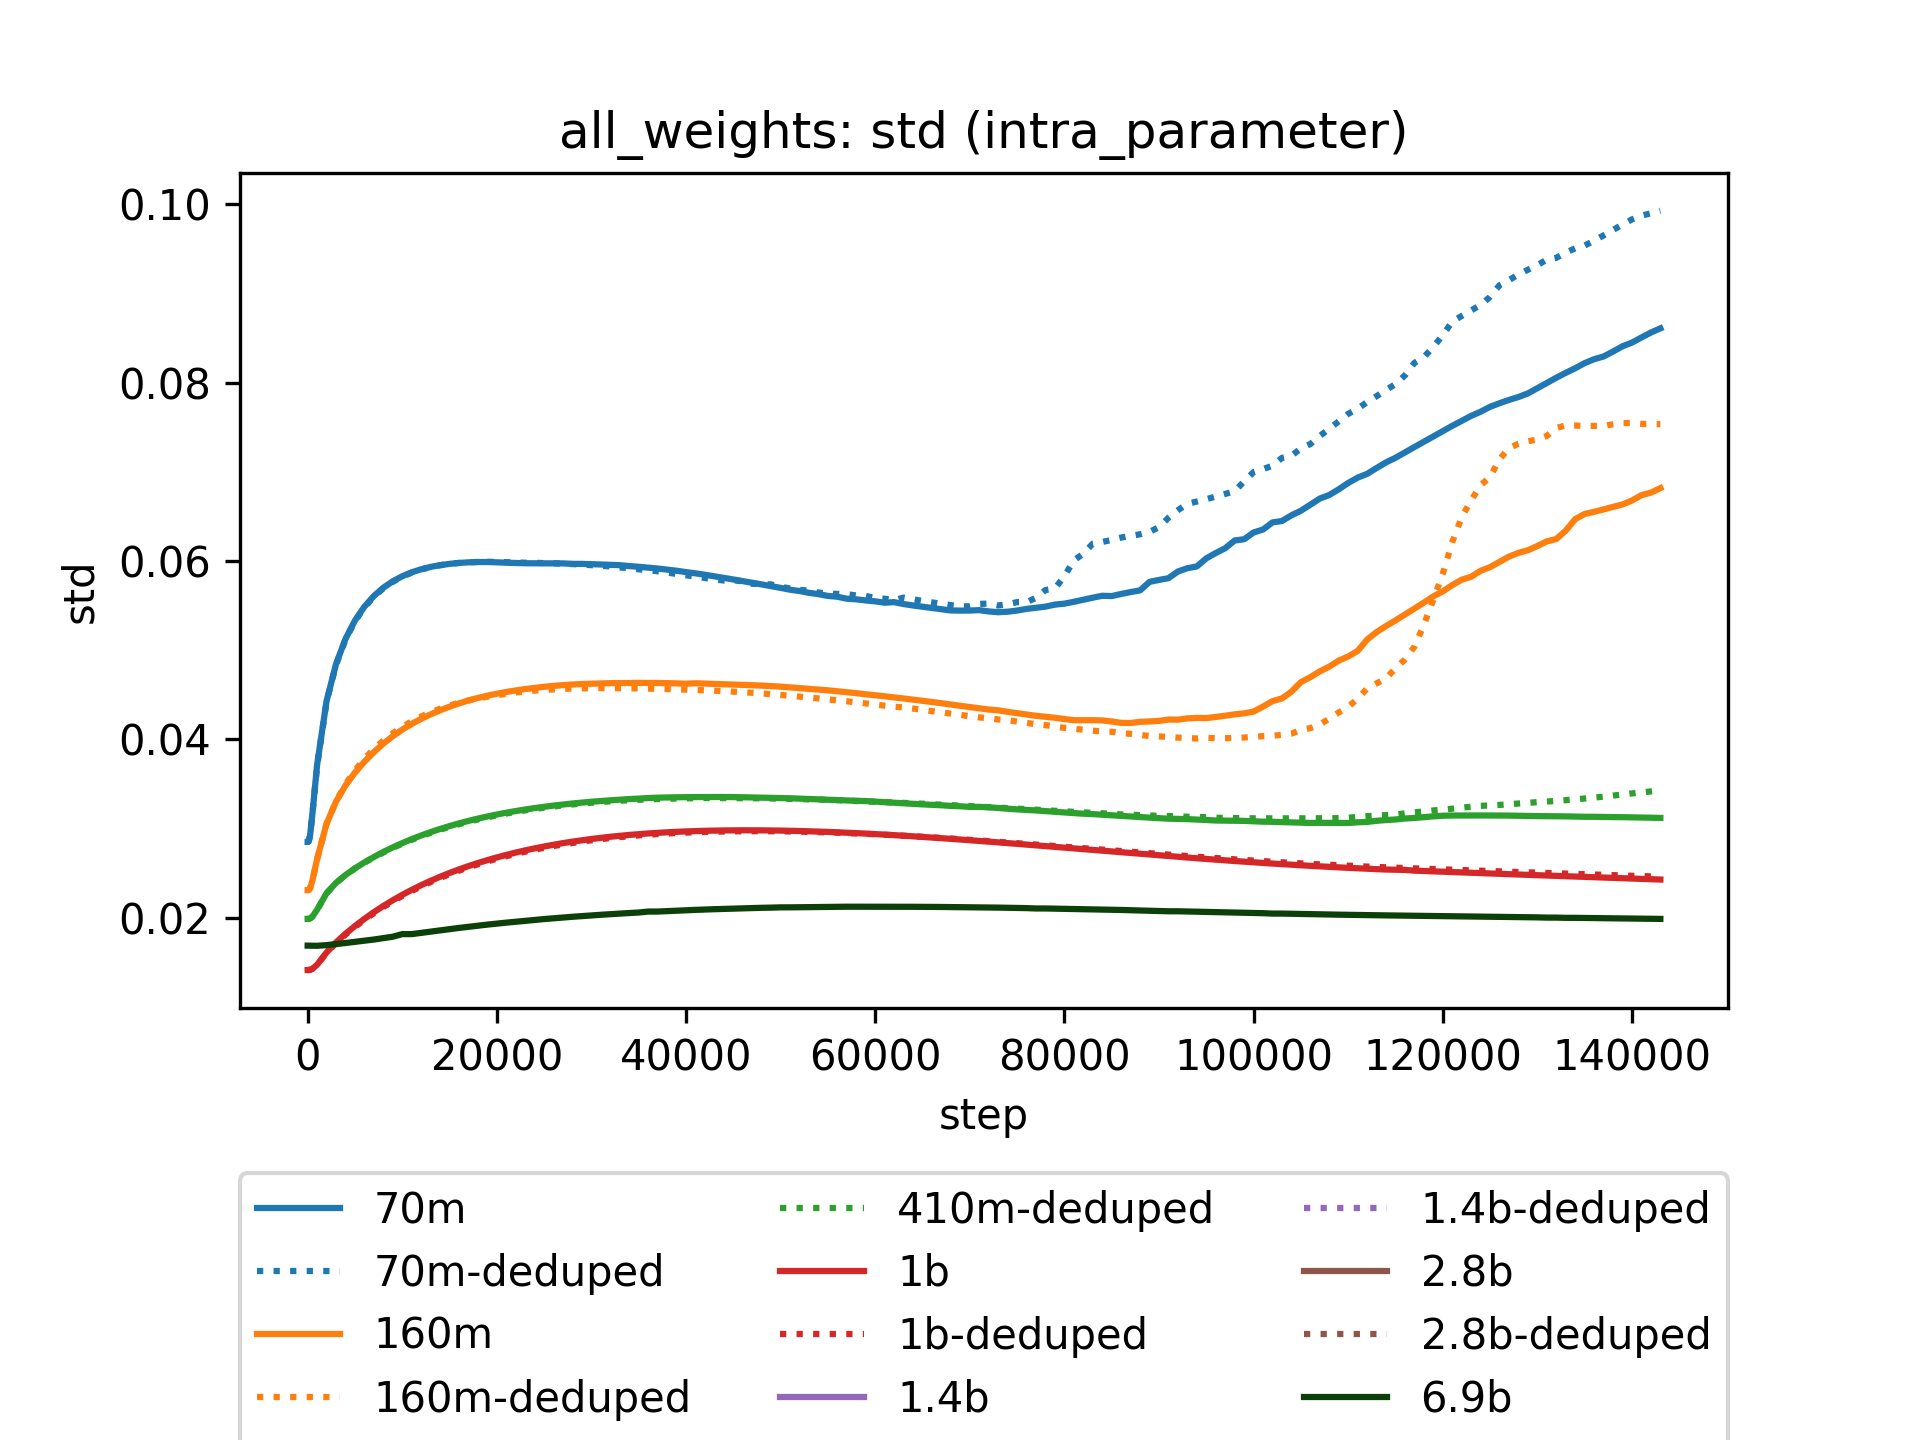 all_weights: std (intra_parameter)
0.10
0.08
0.06
0.04
0.02
std
0 20000 40000 60000 80000 100000 120000 140000
step
70m 410m-deduped 1.4b-deduped
70m-deduped 1b 2.8b
160m 1b-deduped 2.8b-deduped
160m-deduped 1.4b 6.9b